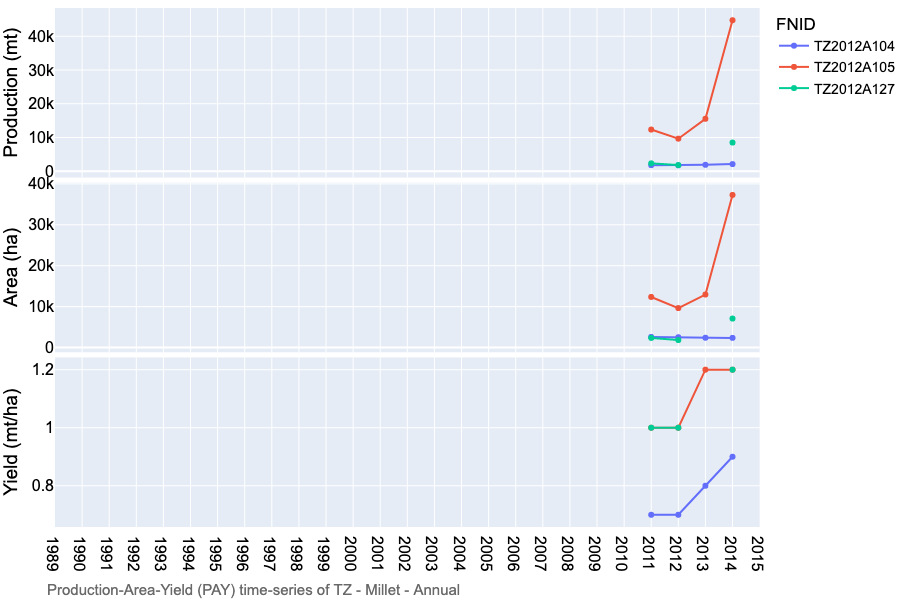 FNID
TZ2012A104
TZ2012A105
TZ2012A127
Production (mt)
40k
30k
20k
10k
0
Area (ha)
40k
30k
20k
10k
0
Yield (mt/ha)
1.2
1
0.8
1989 1990 1991 1992 1993 1994 1995 1996 1997 1998 1999 2000 2001 2002 2003 2004 2005 2006 2007 2008 2009 2010 2011 2012 2013 2014 2015
Production-Area-Yield (PAY) time-series of TZ - Millet - Annual